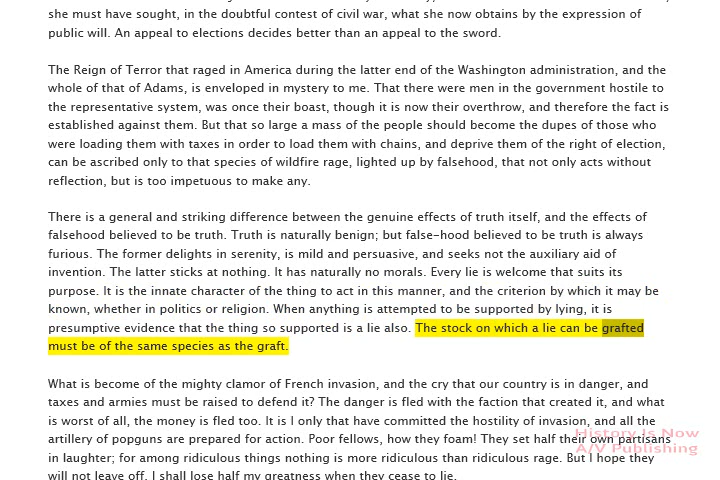 she must have sought, in the doubtful contest of civil war, what she now obtains by the expression of
public will. An appeal to elections decides better than an appeal to the sword.
The Reign of Terror that raged in America during the latter end of the Washington administration, and the
whole of that of Adams, is enveloped in mystery to me. That there were men in the government hostile to
the representative system, was once their boast, though it is now their overthrow, and therefore the fact is
established against them. But that so large a mass of the people should become the dupes of those who
were loading them with taxes in order to load them with chains, and deprive them of the right of election,
can be ascribed only to that species of wildfire rage, lighted up by falsehood, that not only acts without
reflection, but is too impetuous to make any.
There is a general and striking difference between the genuine effects of truth itself, and the effects of
falsehood believed to be truth. Truth is naturally benign; but false-hood believed to be truth is always
furious. The former delights in serenity, is mild and persuasive, and seeks not the auxiliary aid of
invention. The latter sticks at nothing. It has naturally no morals. Every lie is welcome that suits its
purpose. It is the innate character of the thing to act in this manner, and the criterion by which it may be
known, whether in politics or religion. When anything is attempted to be supported by lying, it is
presumptive evidence that the thing so supported is a lie also. The stock on which a lie can be grafted
must be of the same species as the graft.
What is become of the mighty clamor of French invasion, and the cry that our country is in danger, and
taxes and armies must be raised to defend it? The danger is fled with the faction that created it, and what
is worst of all, the money is fled too. It is I only that have committed the hostility of invasion, and all the
artillery of popguns are prepared for action. Poor fellows, how they foam! They set half their own partisans
in laughter; for among ridiculous things nothing is more ridiculous than ridiculous rage. But I hope they
will not leave off. I shall lose half my greatness when they cease to lie.
History Is Now
A/V Publishing